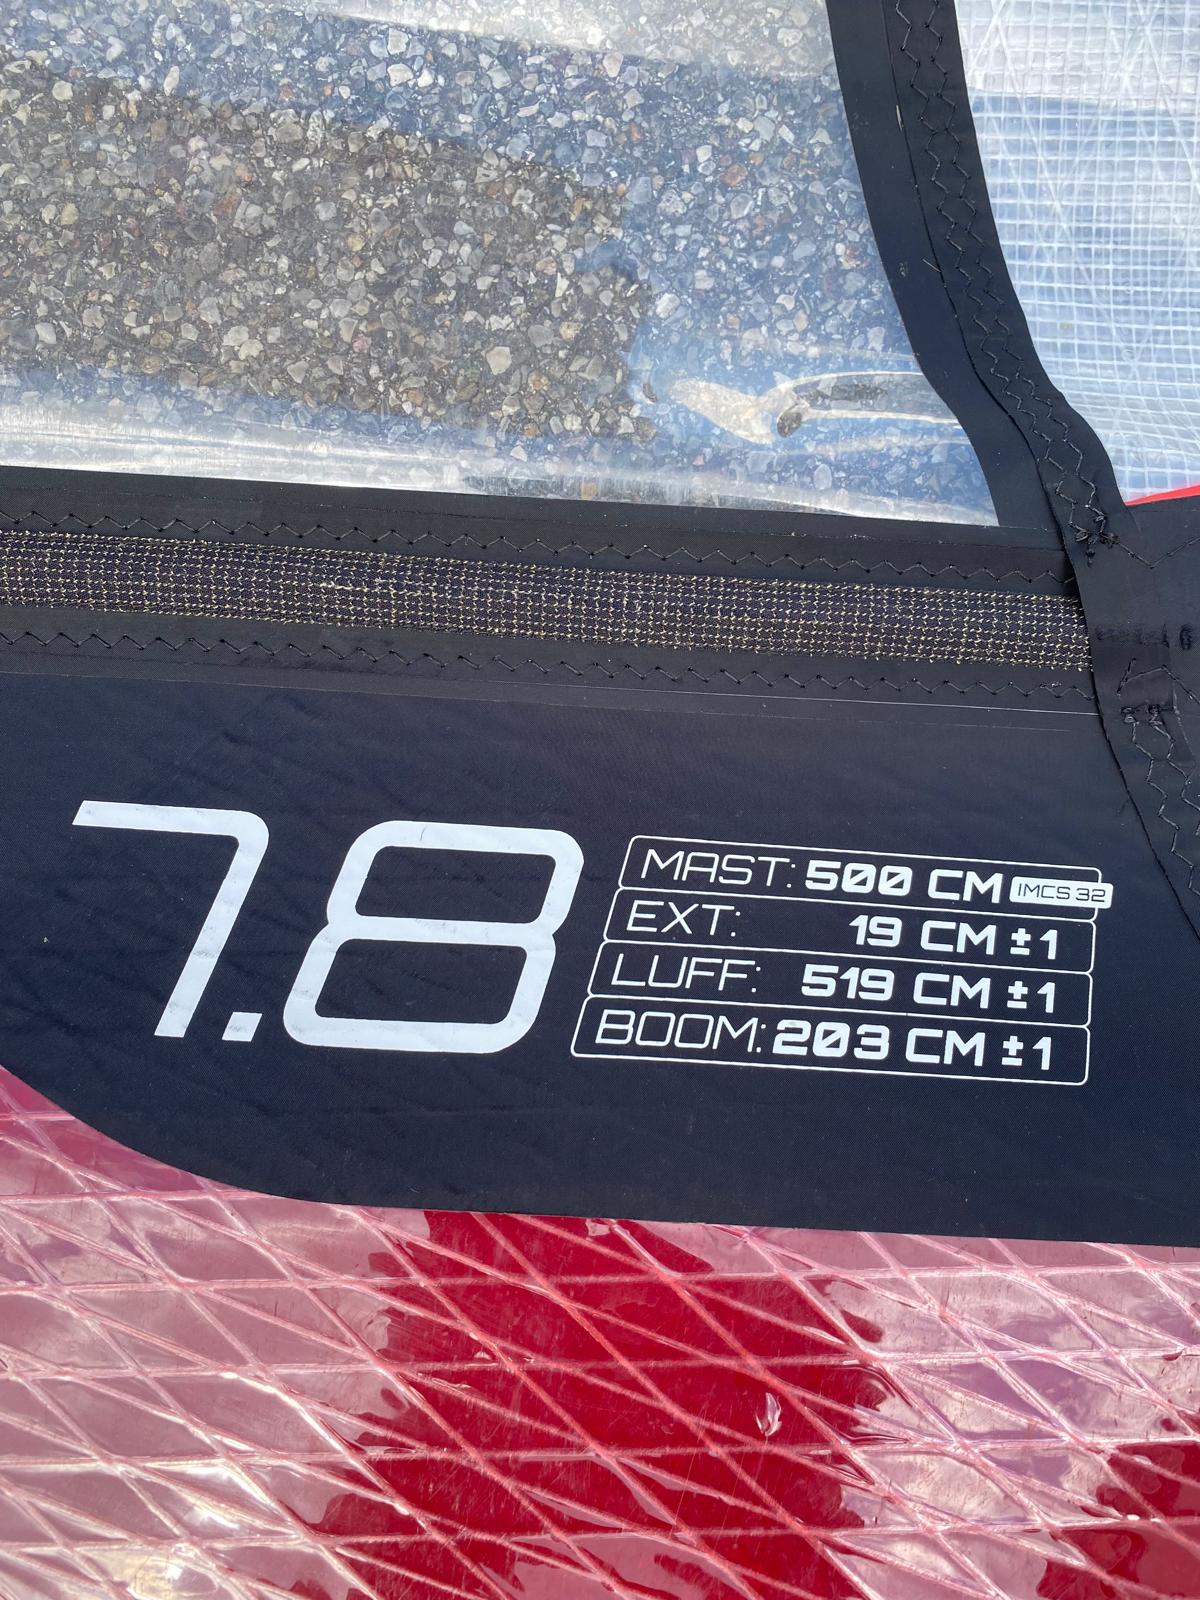 7.8
MAST: 500 CM IMCS 32
EXT: 19 CM ±1
LUFF: 519 CM ±1
BOOM: 203 CM ±1